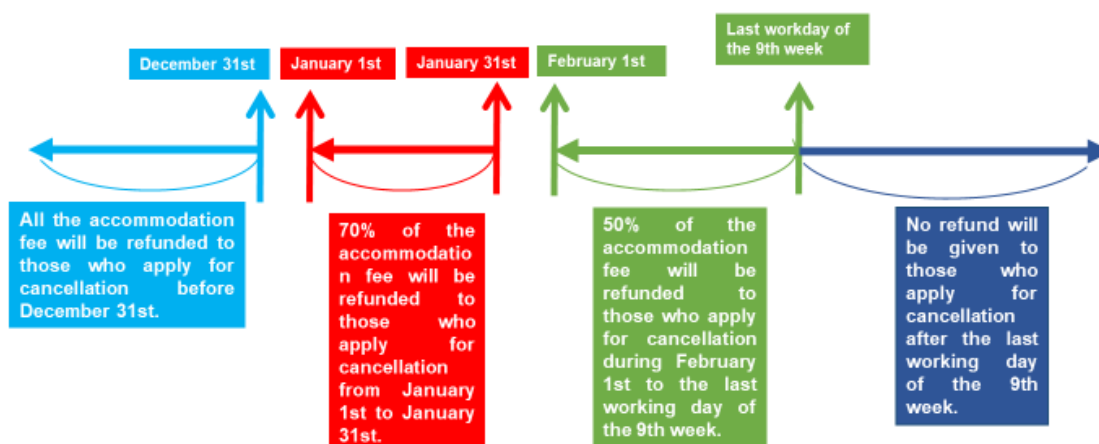 December 31st
January 1st
January 31st
February 1st
Last workday of
the 9th week
All the accommodation
fee will be refunded to
those who apply for
cancellation before
December 31st.
70% of the
accommodatio
n fee will be
refunded to
those who
apply for
cancellation
from January
1st to January
31st.
50% of the
accommodation
fee will be
refunded to
those who apply
for cancellation
during February
1st to the last
working day of
the 9th week.
No refund will
be given to
those who
apply for
cancellation
after the last
working day
of the 9th
week.